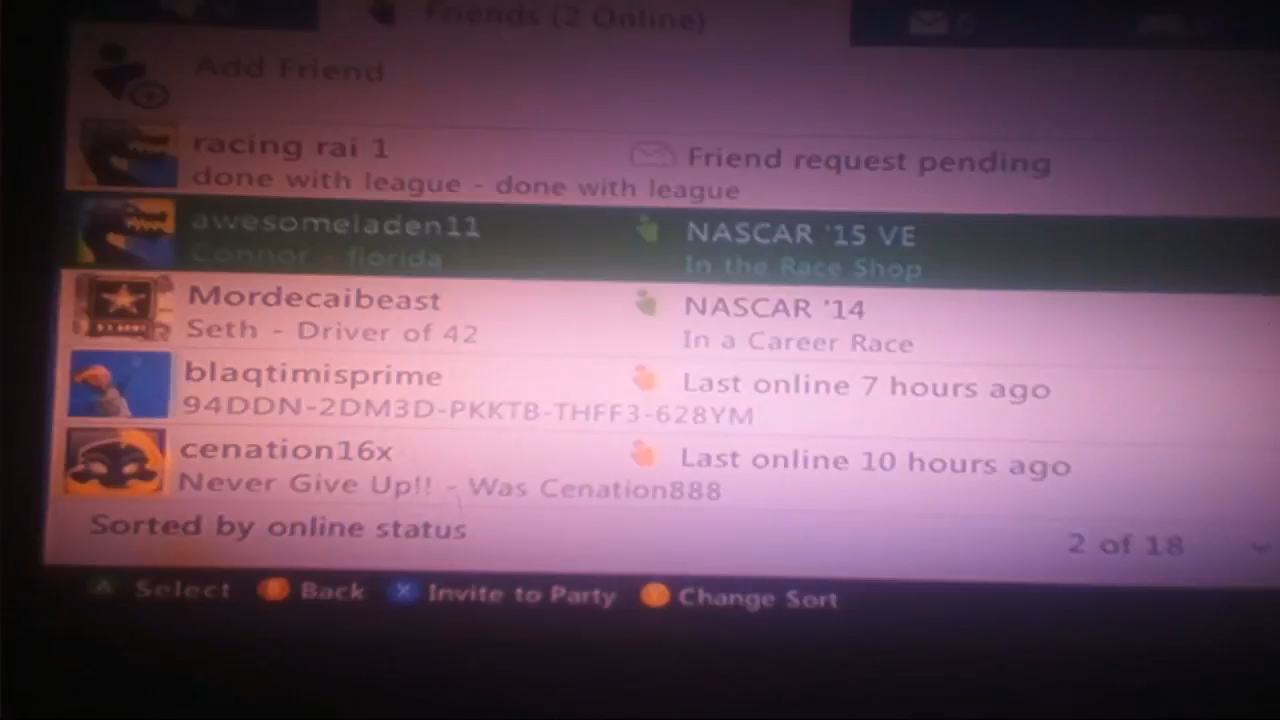 Friends (2 Online)
Add Friend
racing rai 1
Friend request pending
done with league - done with league
awesomeladen11
NASCAR '15 VE
Connor - florida
In the Race Shop
Mordecaibeast
NASCAR '14
Seth - Driver of 42
In a Career Race
blaqtimisprime
Last online 7 hours ago
94DDN-2DM3D-PKKTB-THFF3-628YM
cenation16x
Last online 10 hours ago
Never Give Up!! - Was Cenation888
Sorted by online status
2 of 18
A Select B Back X Invite to Party Y Change Sort